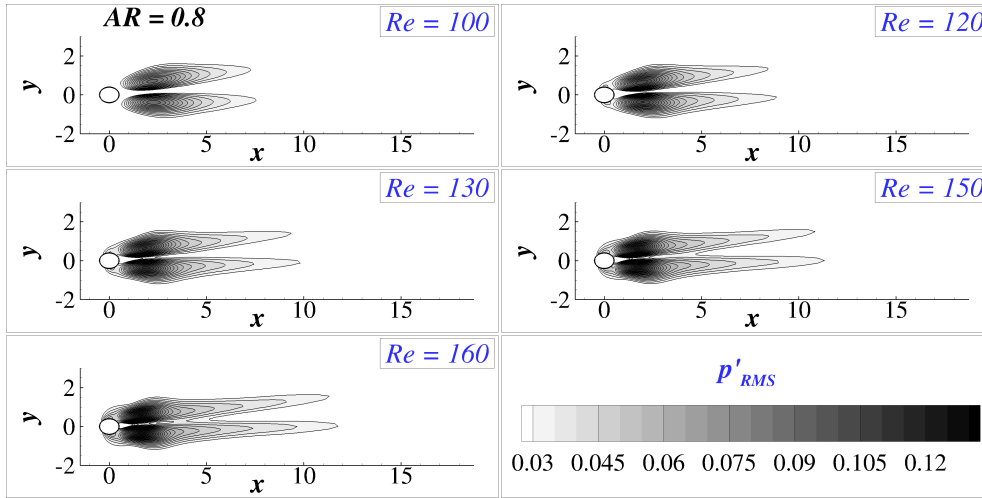 AR = 0.8
Re = 100
y
2
0
-2
0 5 10 15
x
Re = 120
y
2
0
-2
0 5 10 15
x
Re = 130
y
2
0
-2
0 5 10 15
x
Re = 150
y
2
0
-2
0 5 10 15
x
Re = 160
y
2
0
-2
0 5 10 15
x
p'RMS
0.03 0.045 0.06 0.075 0.09 0.105 0.12